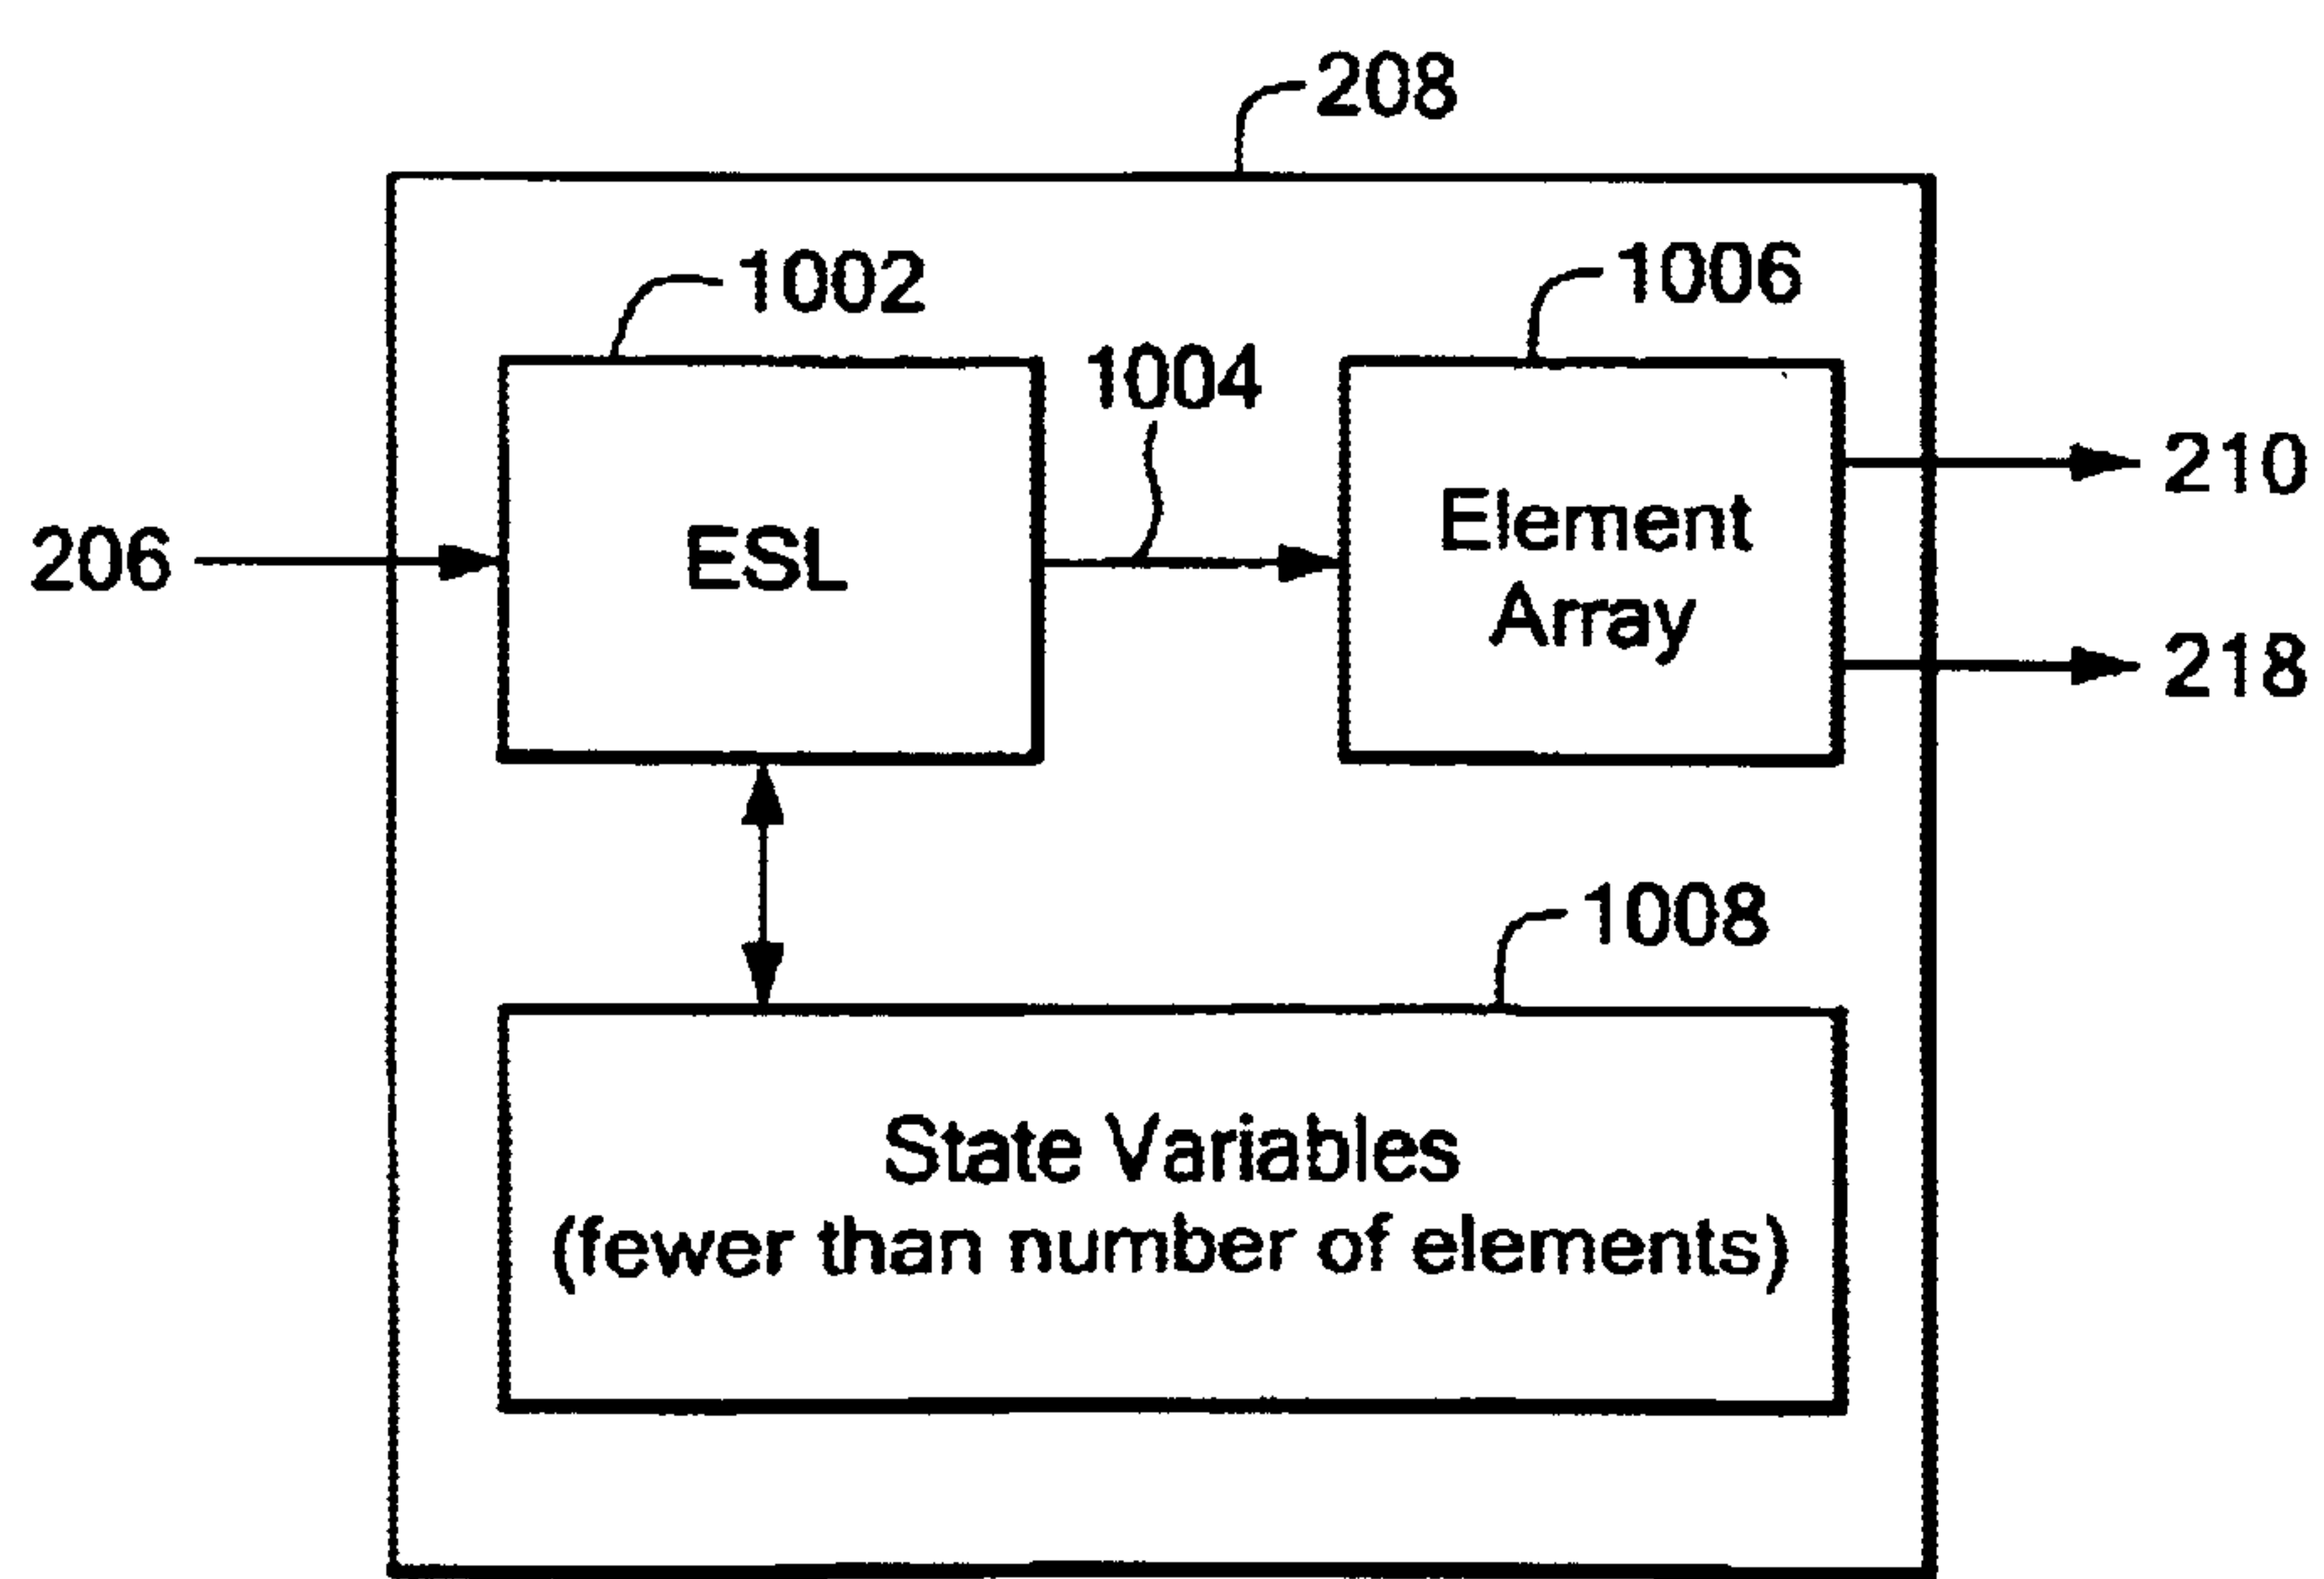 208
1002
1006
1004
210
206
ESL
Element
Array
218
1008
State Variables
(fewer than number of elements)